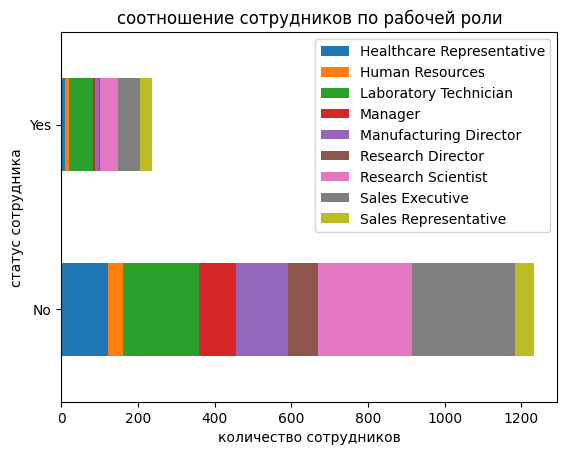 соотношение сотрудников по рабочей роли
Healthcare Representative
Human Resources
Laboratory Technician
Manager
Manufacturing Director
Research Director
Research Scientist
Sales Executive
Sales Representative
статус сотрудника
Yes
No
0 200 400 600 800 1000 1200
количество сотрудников